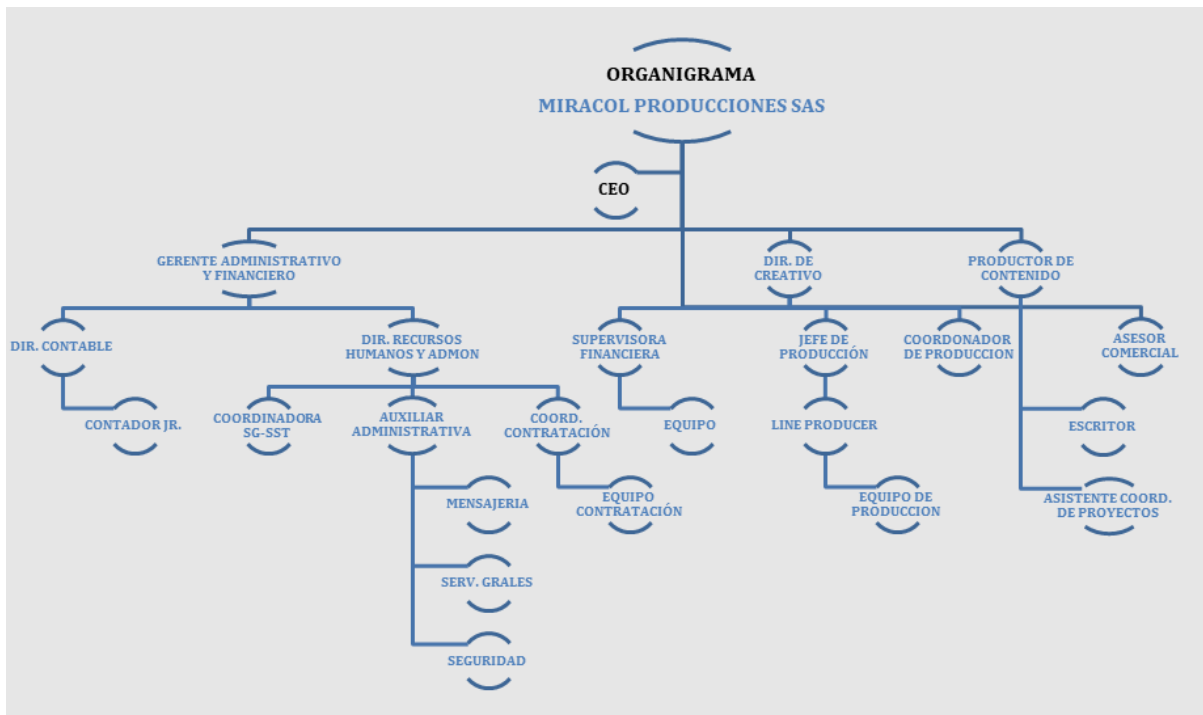 ORGANIGRAMA
MIRACOL PRODUCCIONES SAS
CEO
GERENTE ADMINISTRATIVO
Y FINANCIERO
DIR. DE
CREATIVO
PRODUCTOR DE
CONTENIDO
DIR. CONTABLE
DIR. RECURSOS
HUMANOS Y ADMON
SUPERVISORA
FINANCIERA
JEFE DE
PRODUCCIÓN
COORDONADOR
DE PRODUCCION
ASESOR
COMERCIAL
CONTADOR JR.
COORDINADORA
SG-SST
AUXILIAR
ADMINISTRATIVA
COORD.
CONTRATACIÓN
EQUIPO
LINE PRODUCER
ESCRITOR
MENSAJERIA
EQUIPO
CONTRATACIÓN
EQUIPO DE
PRODUCCION
ASISTENTE COORD.
DE PROYECTOS
SERV. GRALES
SEGURIDAD